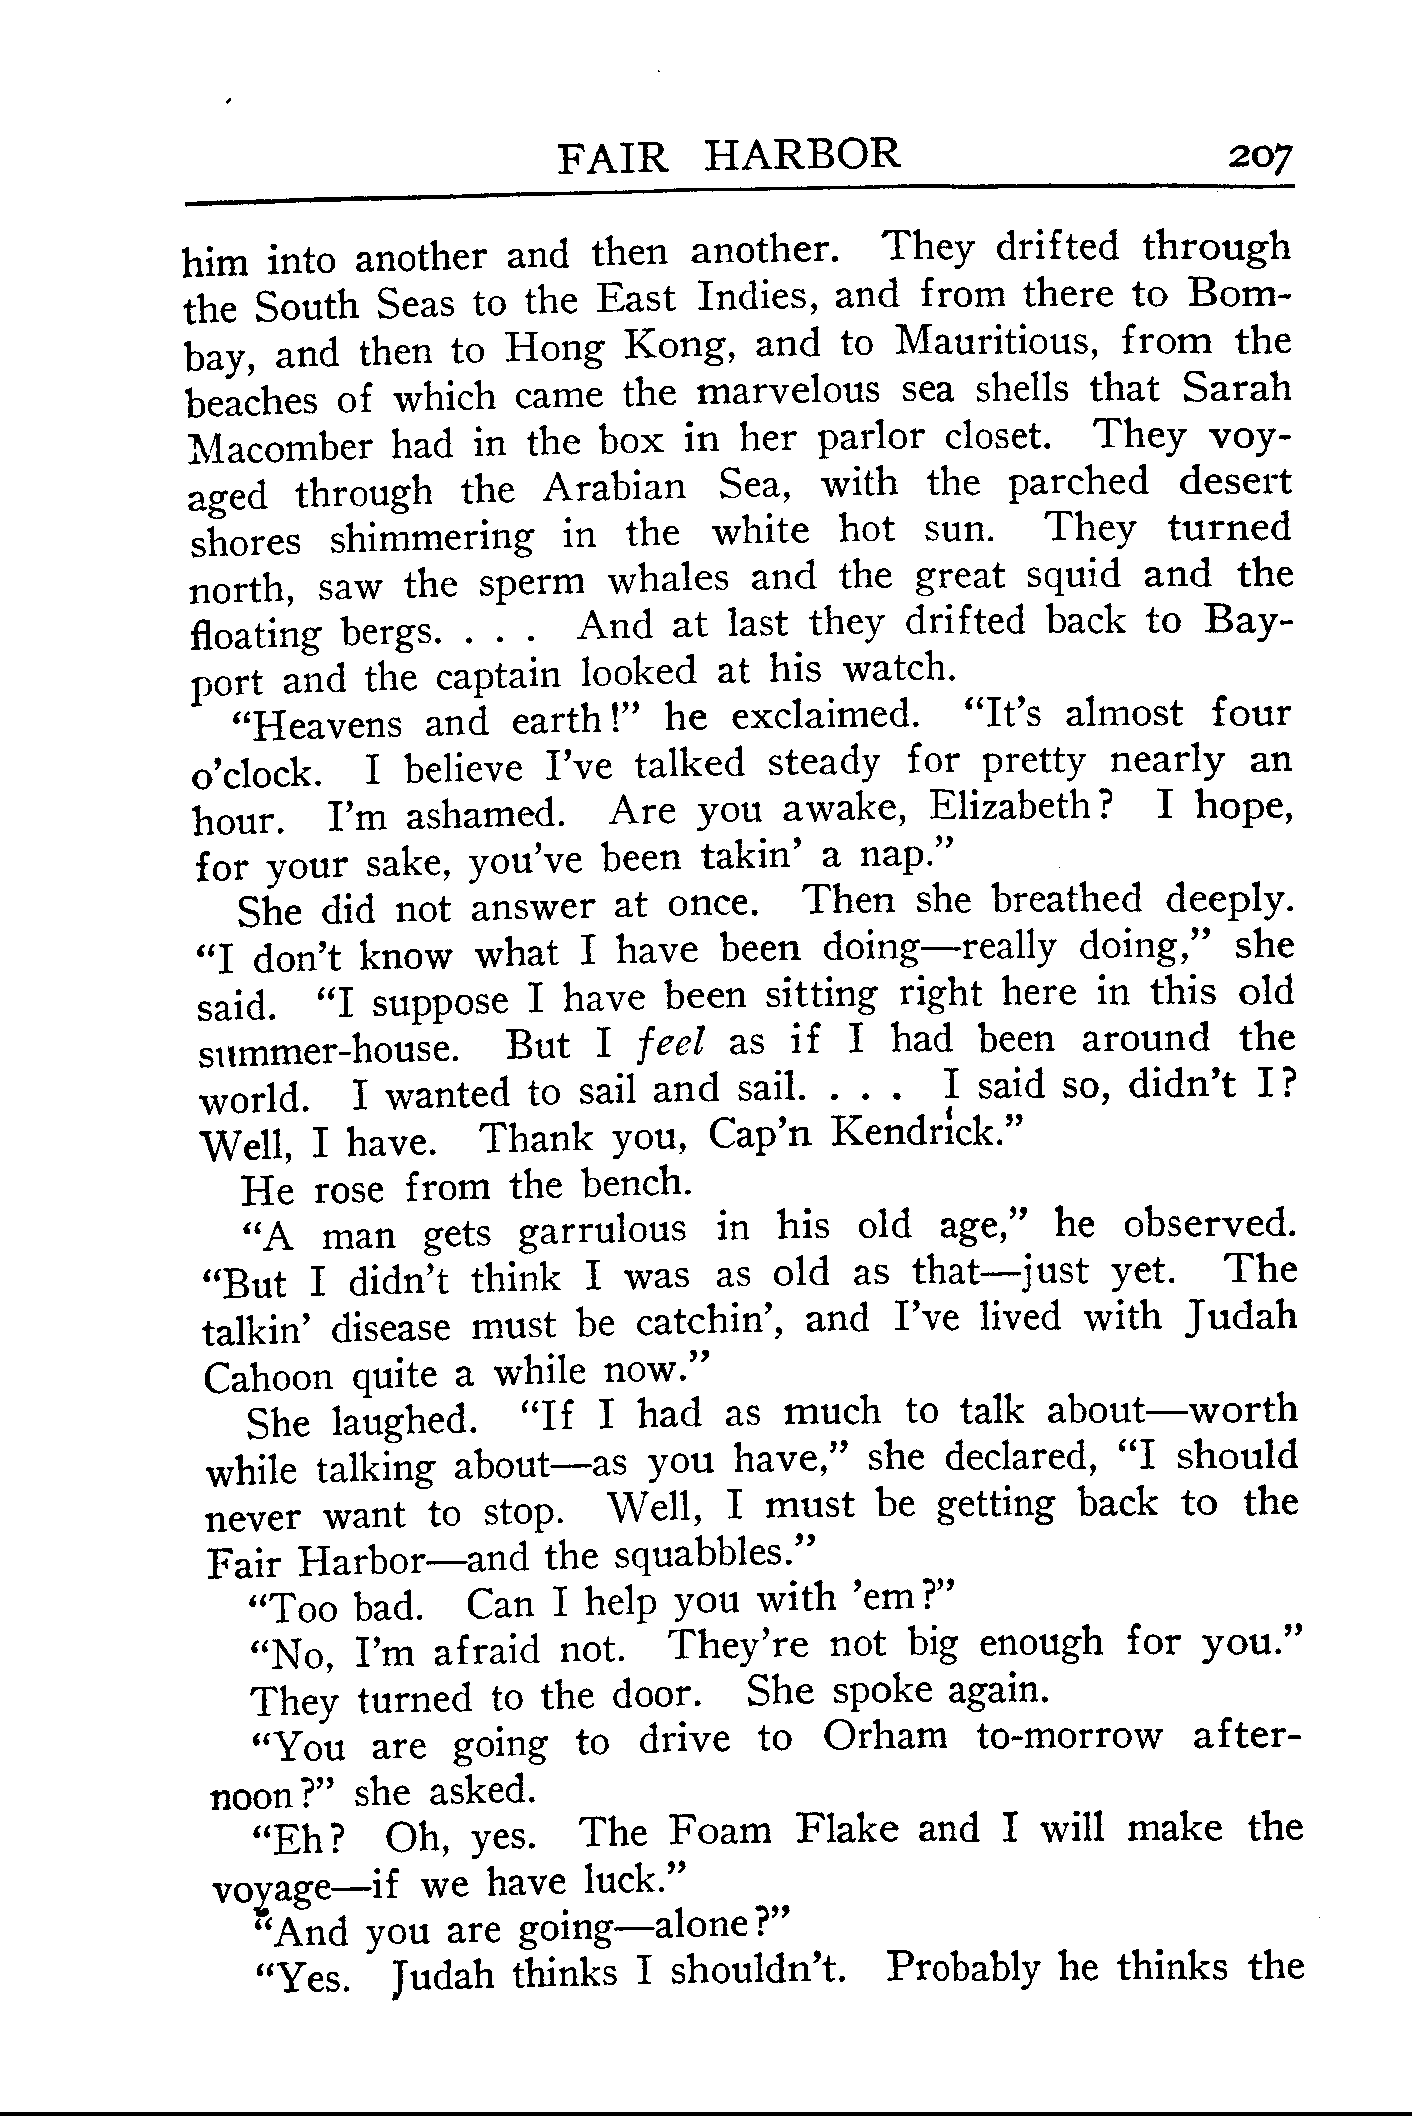 FAIR HARBOR 207
him into another and then another. They drifted through
the South Seas to the East Indies, and from there to Bom-
bay, and then to Hong Kong, and to Mauritious, from the
beaches of which came the marvelous sea shells that Sarah
Macomber had in the box in her parlor closet. They voy-
aged through the Arabian Sea, with the parched desert
shores shimmering in the white hot sun. They turned
north, saw the sperm whales and the great squid and the
floating bergs. . . . And at last they drifted back to Bay-
port and the captain looked at his watch.
“Heavens and earth!” he exclaimed. “It’s almost four
o’clock. I believe I’ve talked steady for pretty nearly an
hour. I’m ashamed. Are you awake, Elizabeth? I hope,
for your sake, you’ve been takin’ a nap.”
She did not answer at once. Then she breathed deeply.
“I don’t know what I have been doing—really doing,” she
said. “I suppose I have been sitting right here in this old
summer-house. But I feel as if I had been around the
world. I wanted to sail and sail. . . . I said so, didn’t I?
Well, I have. Thank you, Cap’n Kendrick.”
He rose from the bench.
“A man gets garrulous in his old age,” he observed.
“But I didn’t think I was as old as that—just yet. The
talkin’ disease must be catchin’, and I’ve lived with Judah
Cahoon quite a while now.”
She laughed. “If I had as much to talk about—worth
while talking about—as you have,” she declared, “I should
never want to stop. Well, I must be getting back to the
Fair Harbor—and the squabbles.”
“Too bad. Can I help you with ’em?”
“No, I’m afraid not. They’re not big enough for you.”
They turned to the door. She spoke again.
“You are going to drive to Orham to-morrow after-
noon?” she asked.
“Eh? Oh, yes. The Foam Flake and I will make the
voyage—if we have luck.”
“And you are going—alone?”
“Yes. Judah thinks I shouldn’t. Probably he thinks the